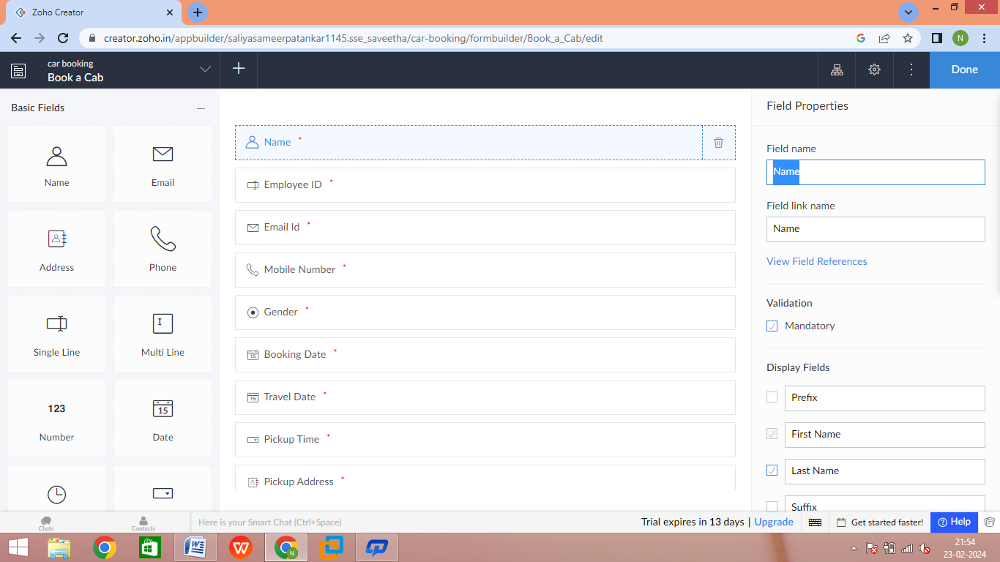 Zoho Creator
creator.zoho.in/appbuilder/saliyasameerpatankar1145.sse_saveetha/car-booking/formbuilder/Book_a_Cab/edit
N
car booking
Book a Cab
Done
Basic Fields
Name
Email
Address
Phone
Single Line
Multi Line
123
Number
15
Date
Name *
Employee ID *
Email Id *
Mobile Number *
Gender *
15 Booking Date *
15 Travel Date *
Pickup Time *
Pickup Address *
Field Properties
Field name
Name
Field link name
Name
View Field References
Validation
Mandatory
Display Fields
Prefix
First Name
Last Name
Suffix
Chats
Contacts
Here is your Smart Chat (Ctrl+Space)
Trial expires in 13 days | Upgrade
Get started faster!
Help
21:54
23-02-2024